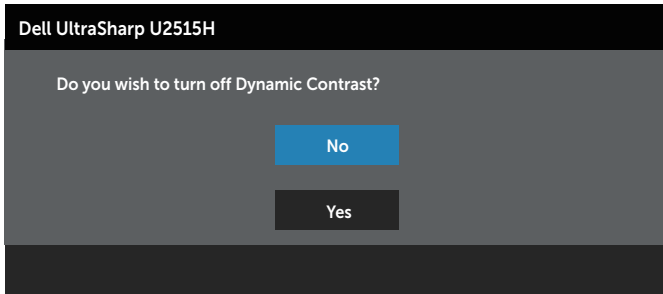 Dell UltraSharp U2515H
Do you wish to turn off Dynamic Contrast?
No
Yes